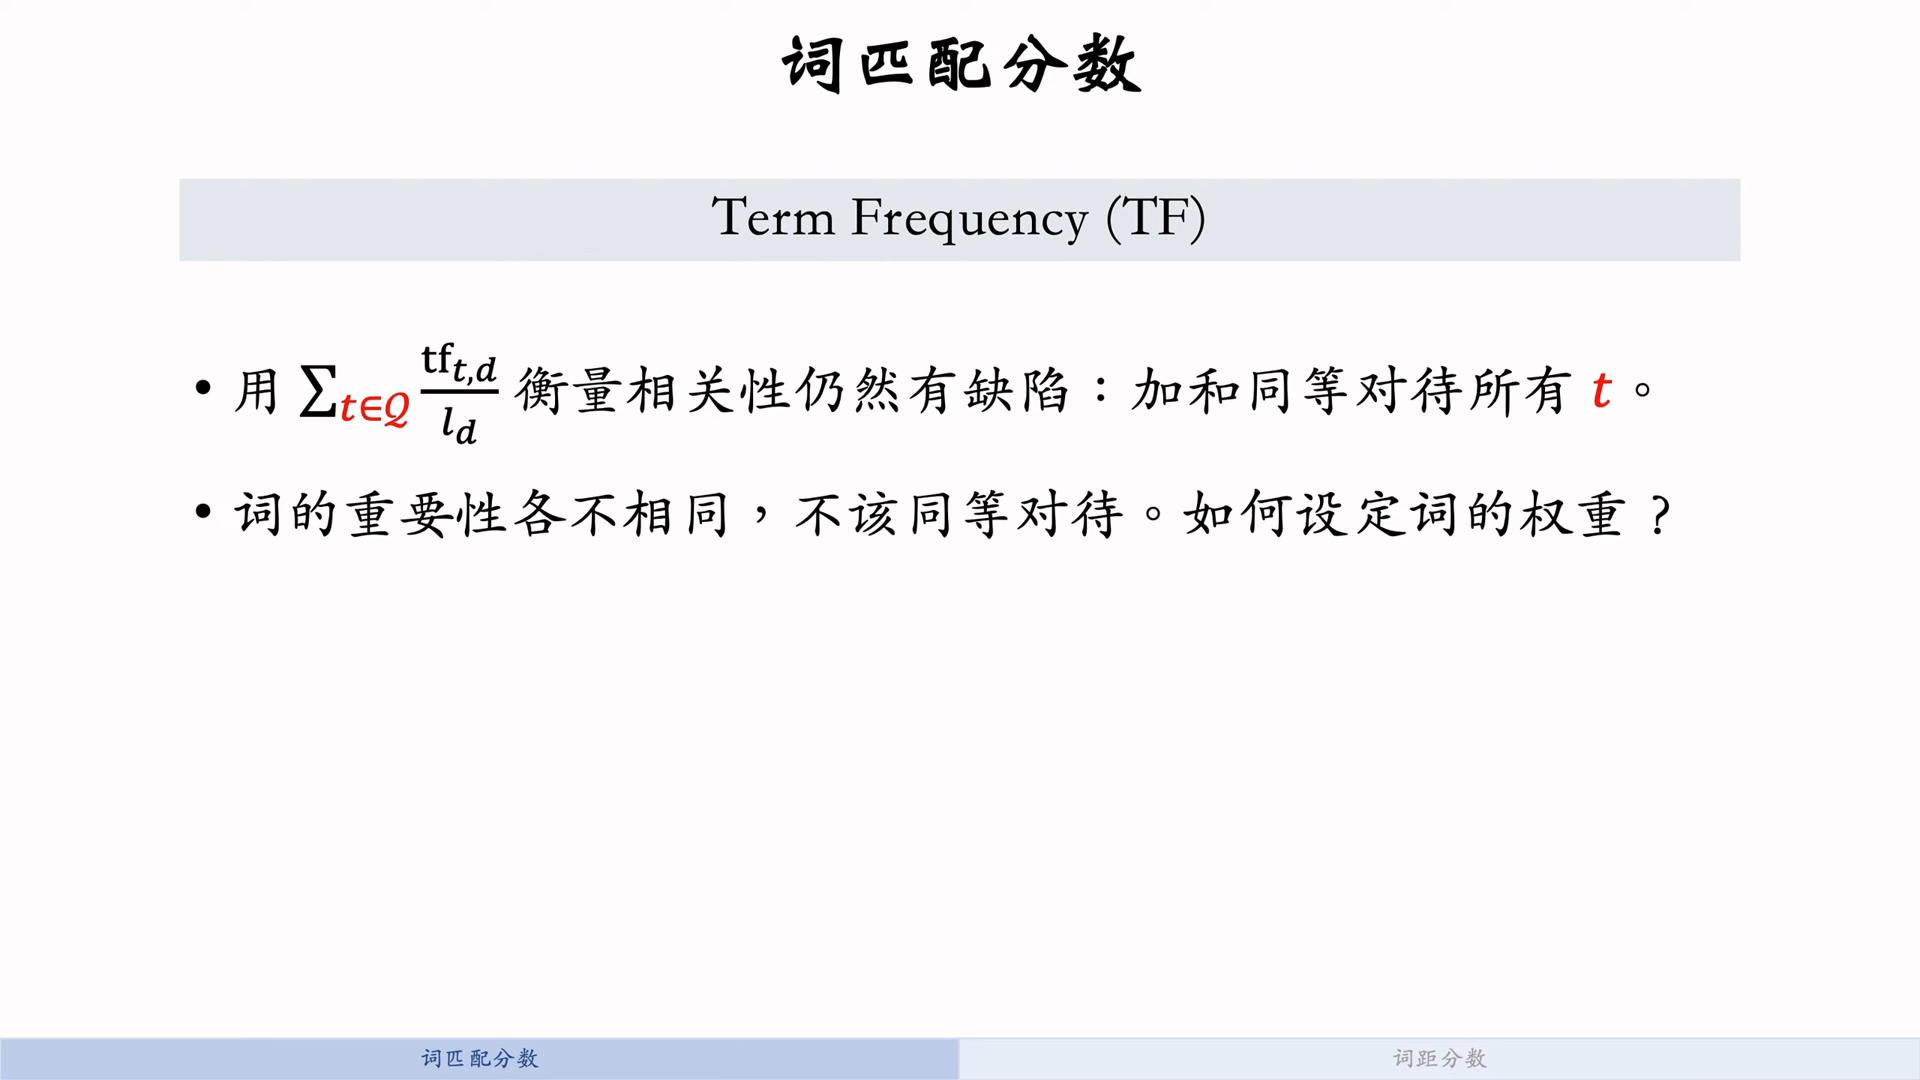 词匹配分数
Term Frequency (TF)
• 用 ∑_{t∈Q} tf_{t,d}/l_d 衡量相关性仍然有缺陷：加和同等对待所有 t。
• 词的重要性各不相同，不该同等对待。如何设定词的权重？
词匹配分数
词距分数